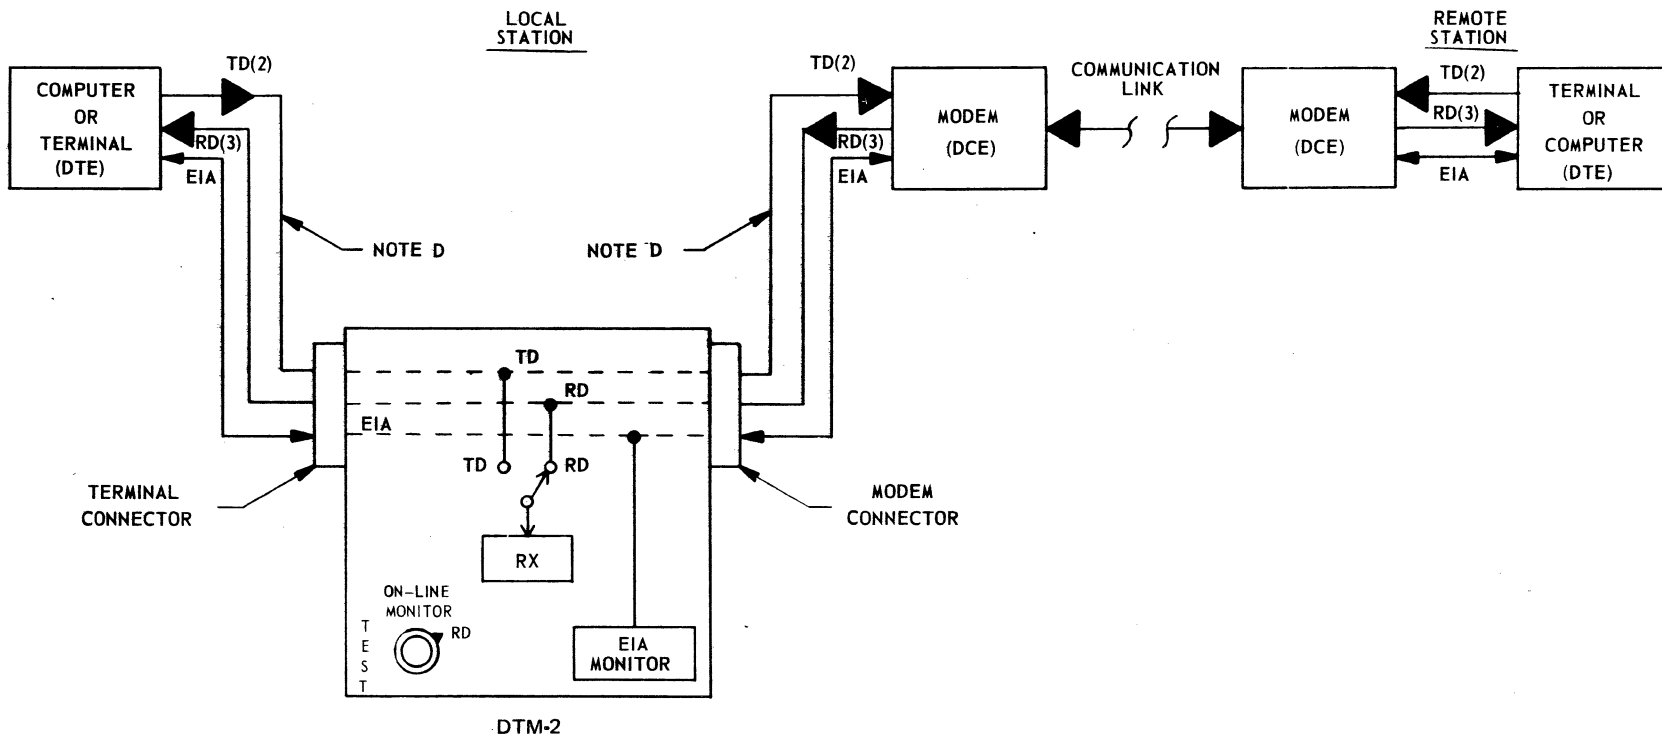 LOCAL
STATION
REMOTE
STATION
COMPUTER
OR
TERMINAL
(DTE)
TD(2)
RD(3)
EIA
TD(2)
RD(3)
EIA
MODEM
(DCE)
COMMUNICATION
LINK
MODEM
(DCE)
TD(2)
RD(3)
EIA
TERMINAL
OR
COMPUTER
(DTE)
NOTE D
NOTE D
TD
RD
EIA
TD
RD
TERMINAL
CONNECTOR
MODEM
CONNECTOR
RX
ON-LINE
MONITOR
RD
TEST
EIA
MONITOR
DTM-2